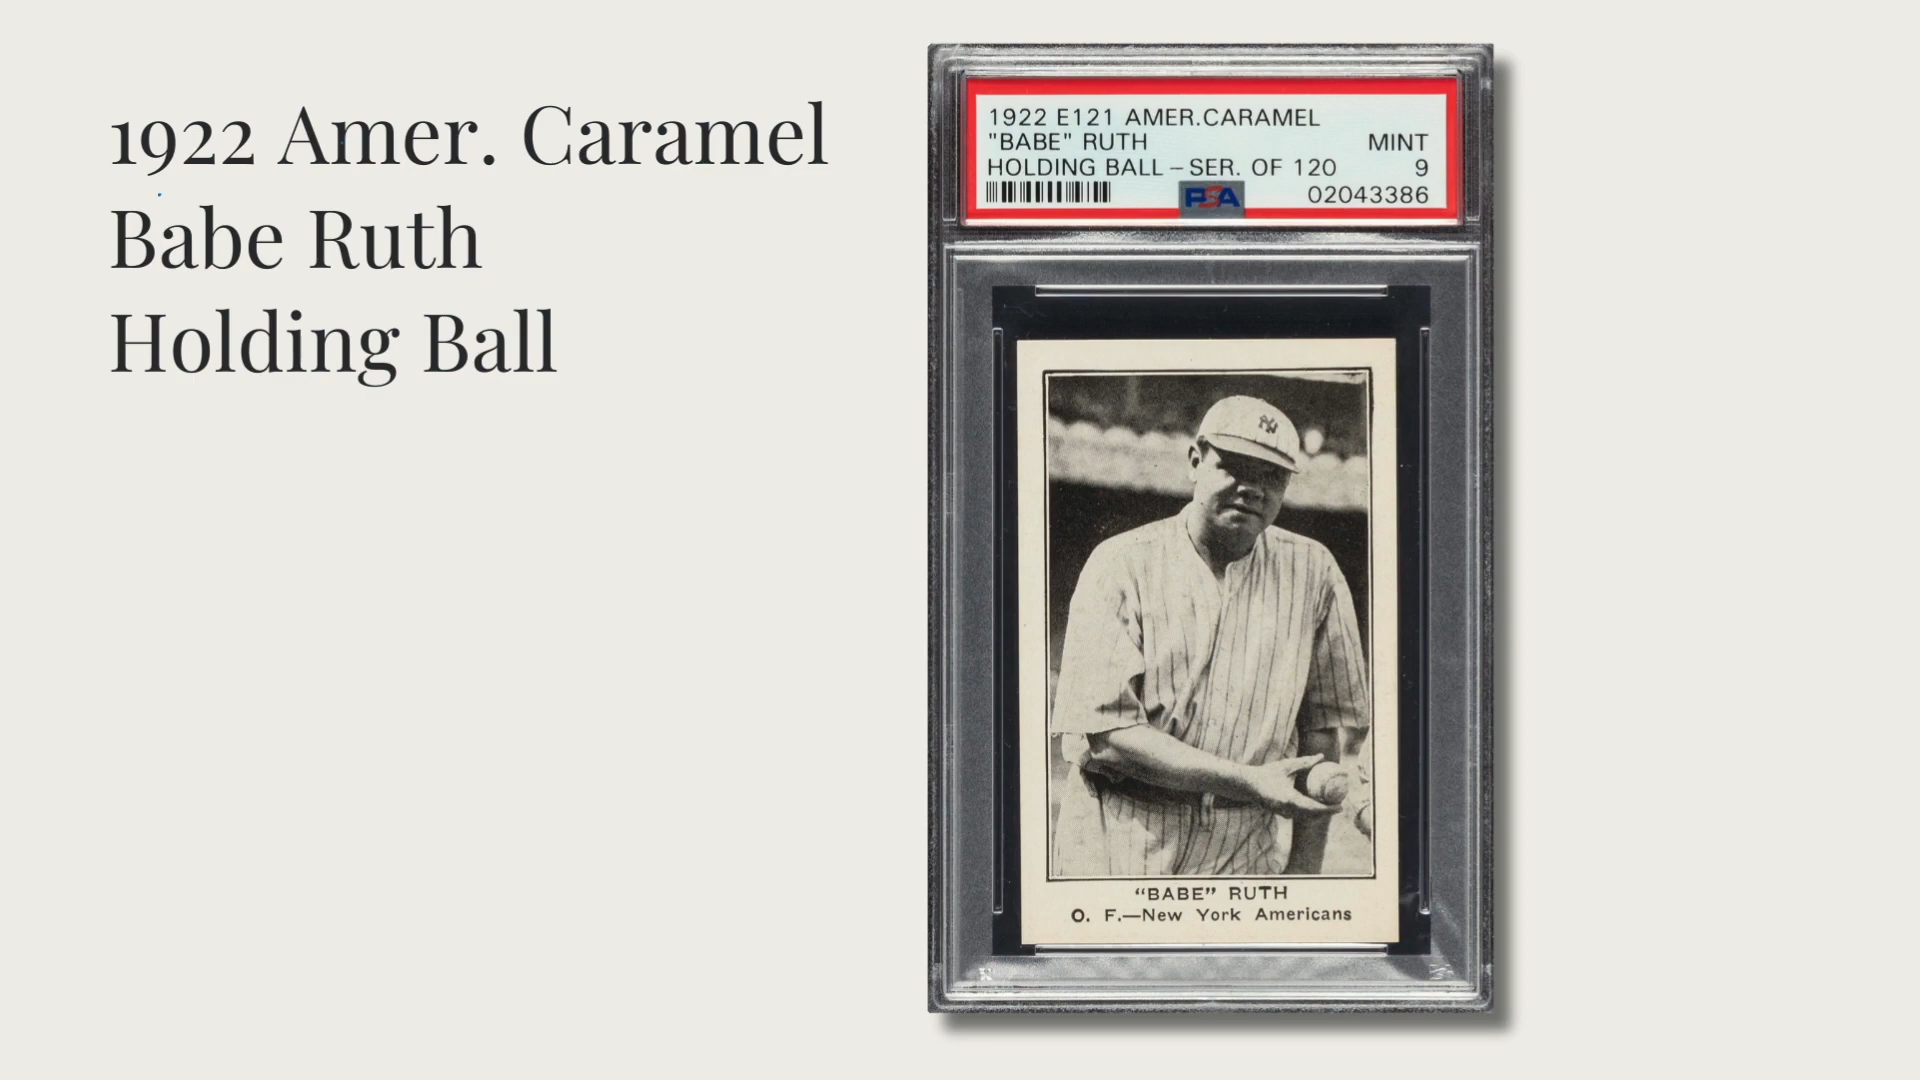 1922 Amer. Caramel
Babe Ruth
Holding Ball
1922 E121 AMER.CARAMEL
"BABE" RUTH MINT
HOLDING BALL – SER. OF 120 9
PSA 02043386
NY
“BABE” RUTH
O. F.—New York Americans